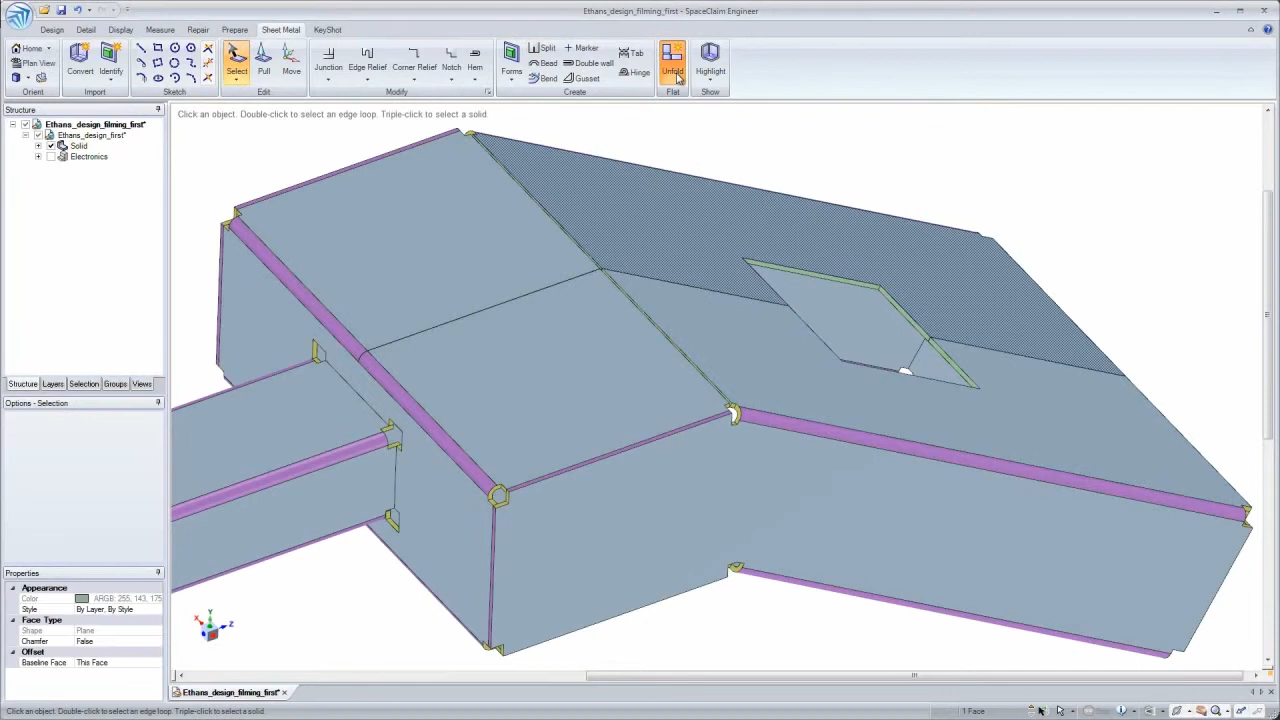 Ethans_design_filming_first - SpaceClaim Engineer
Design Detail Display Measure Repair Prepare Sheet Metal KeyShot
Home
Plan View
Orient
Convert Identify
Import
Sketch
Select Pull Move
Edit
Junction Edge Relief Corner Relief Notch Hem
Modify
Forms
Split Marker Tab
Bead Double wall Hinge
Bend Gusset
Create
Unfold
Flat
Highlight
Show
Structure
Click an object. Double-click to select an edge loop. Triple-click to select a solid.
Ethans_design_filming_first*
Ethans_design_first*
Solid
Electronics
Structure Layers Selection Groups Views
Options - Selection
Properties
Appearance
Color ARGB: 255, 143, 175
Style By Layer, By Style
Face Type
Shape Plane
Chamfer False
Offset
Baseline Face This Face
Y
X
Z
Ethans_design_filming_first*
Click an object. Double-click to select an edge loop. Triple-click to select a solid.
1 Face